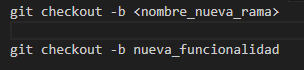 git checkout -b <nombre_nueva_rama>
git checkout -b nueva_funcionalidad